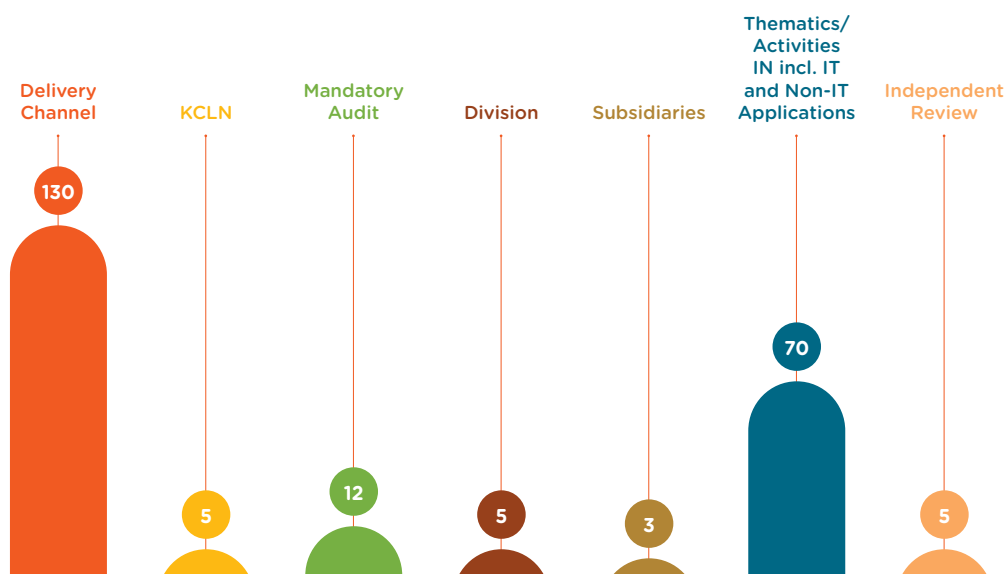 Delivery
Channel
KCLN
Mandatory
Audit
Division
Subsidiaries
Thematics/
Activities
IN incl. IT
and Non-IT
Applications
Independent
Review
130
5
12
5
3
70
5